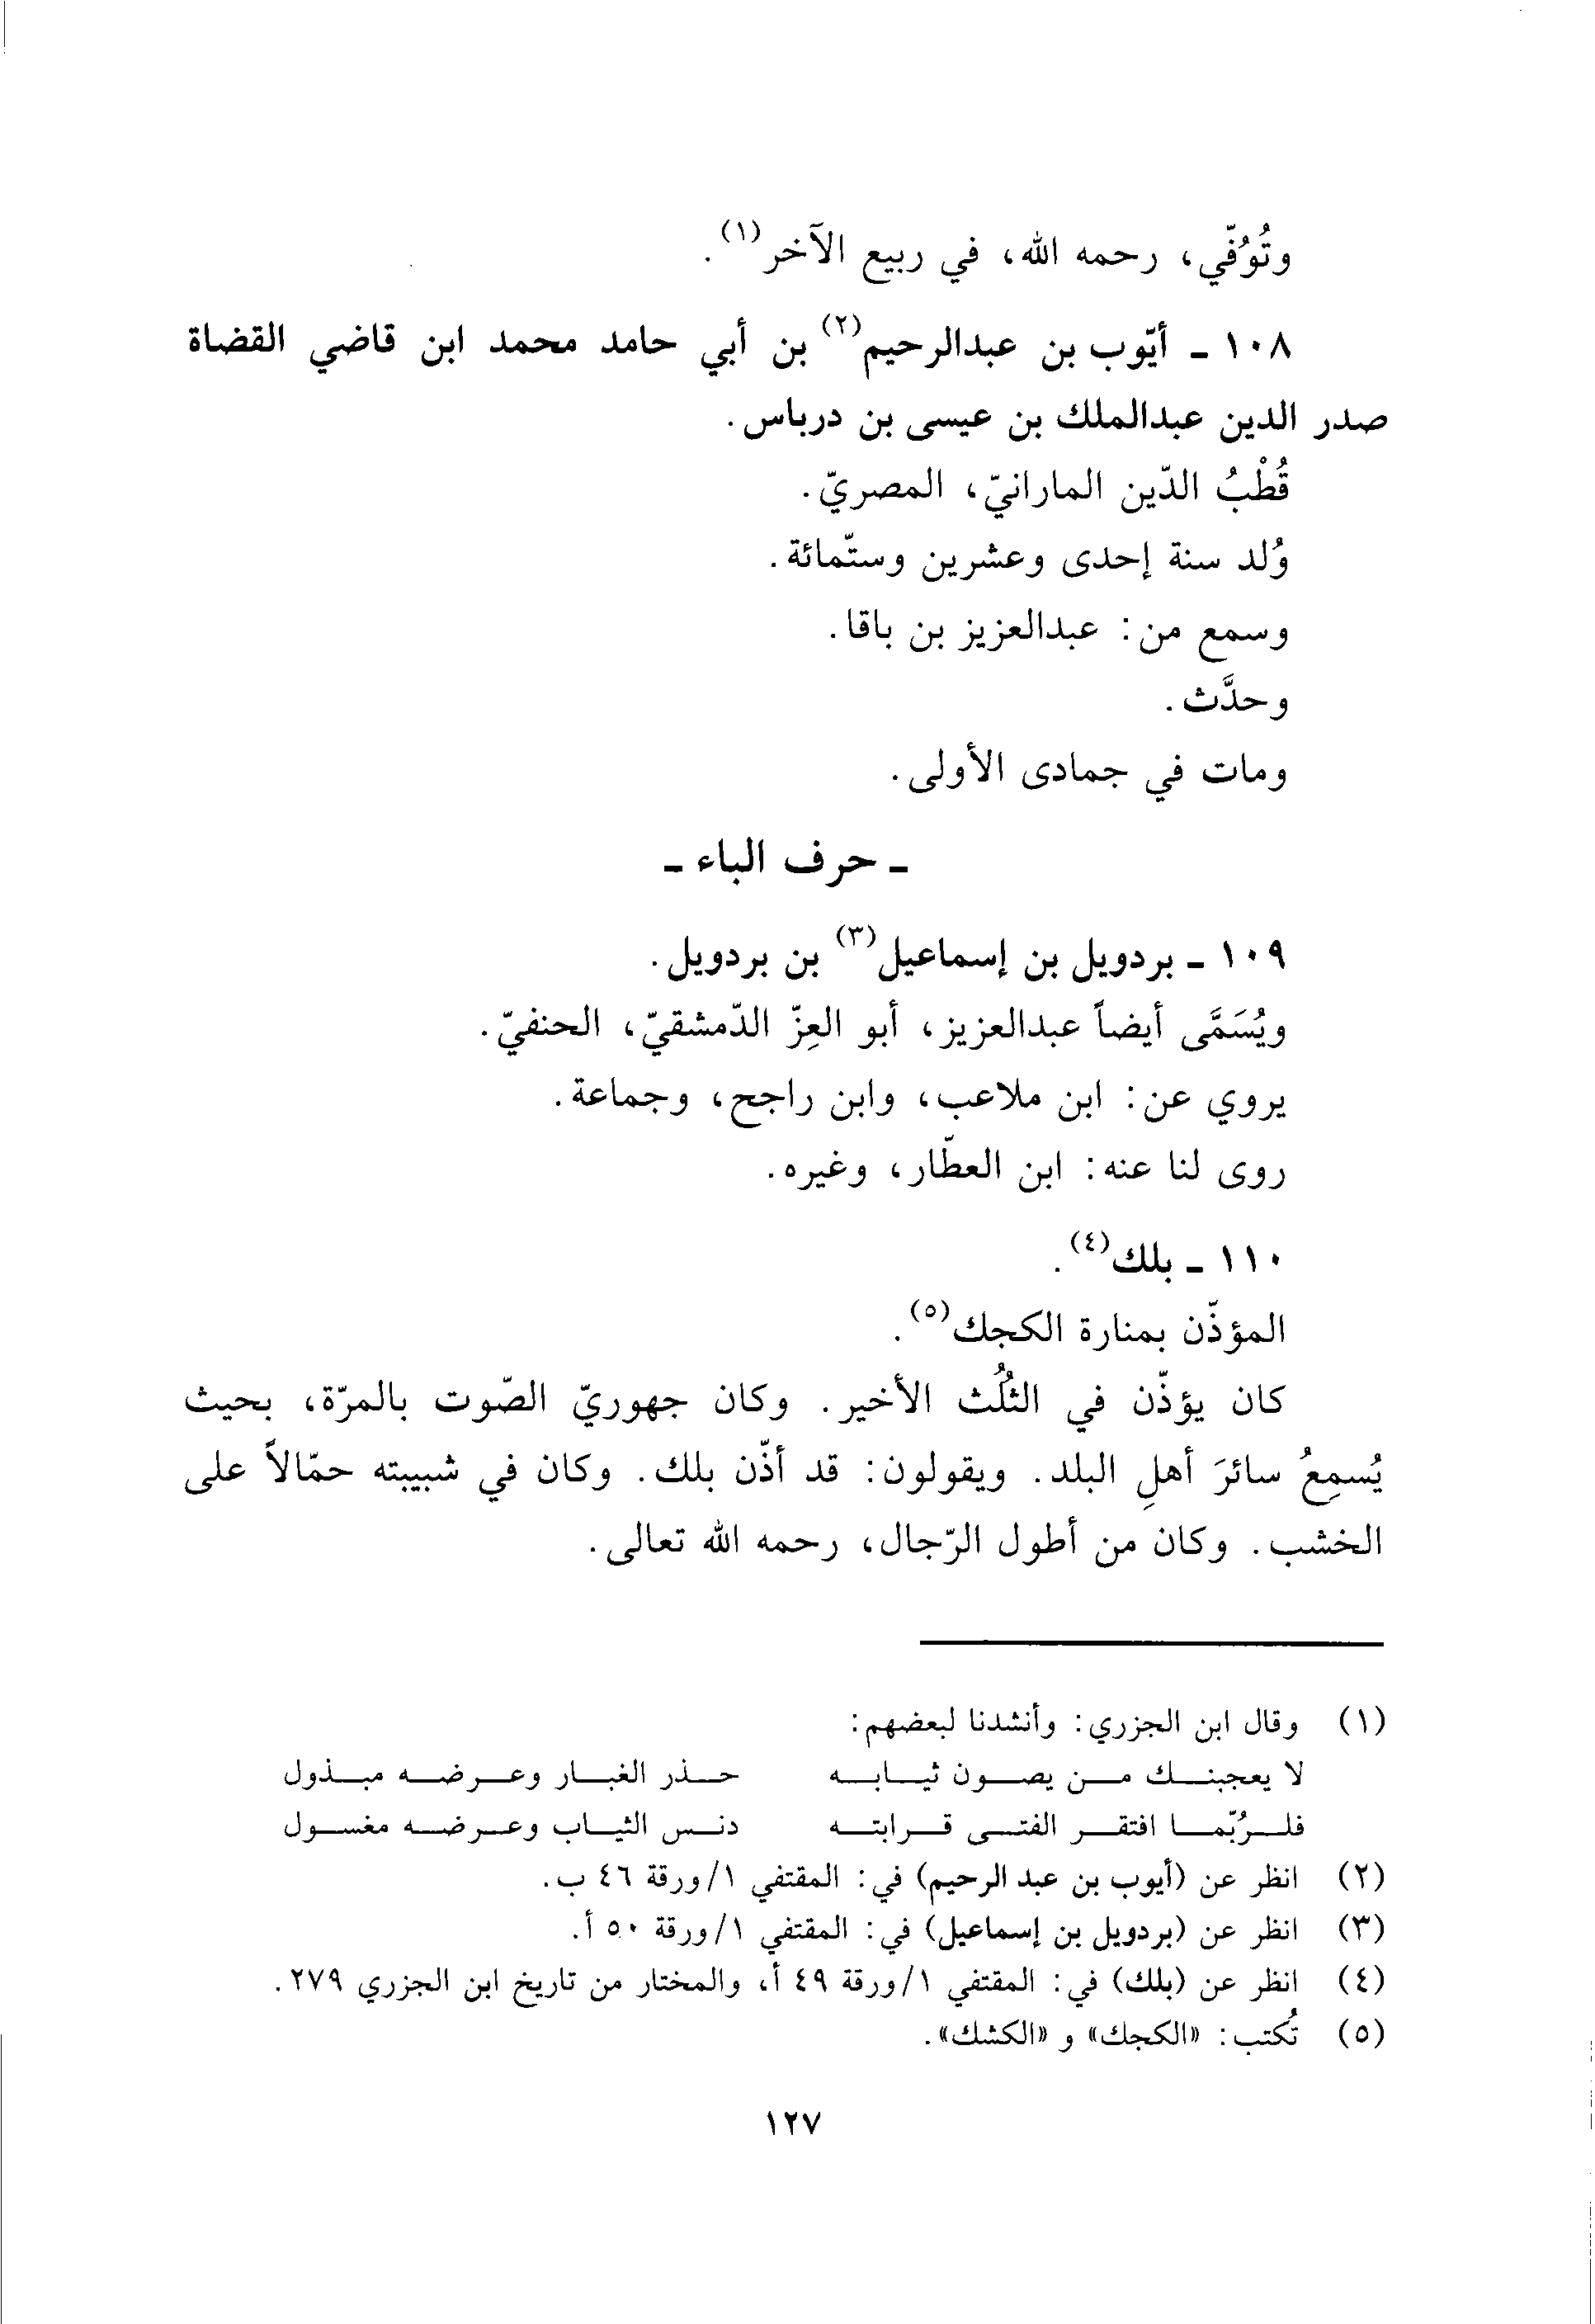 وتُوُفّي، رحمه الله، في ربيع الآخر(١).
١٠٨ - أيّوب بن عبدالرحيم(٢) بن أبي حامد محمد ابن قاضي القضاة
صدر الدين عبدالملك بن عيسى بن درباس.
قُطْبُ الدّين المارانيّ، المصريّ.
وُلد سنة إحدى وعشرين وستّمائة.
وسمع من: عبدالعزيز بن باقا.
وحدَّث.
ومات في جمادى الأولى.
- حرف الباء -
١٠٩ - بردويل بن إسماعيل(٣) بن بردويل.
ويُسَمَّى أيضاً عبدالعزيز، أبو العِزّ الدّمشقيّ، الحنفيّ.
يروي عن: ابن ملاعب، وابن راجح، وجماعة.
روى لنا عنه: ابن العطّار، وغيره.
١١٠ - بلك(٤).
المؤذّن بمنارة الكجك(٥).
كان يؤذّن في الثلُث الأخير. وكان جهوريّ الصّوت بالمرّة، بحيث
يُسمِعُ سائرَ أهلِ البلد. ويقولون: قد أذّن بلك. وكان في شبيبته حمّالاً على
الخشب. وكان من أطول الرّجال، رحمه الله تعالى.
(١) وقال ابن الجزري: وأنشدنا لبعضهم:
لا يعجبنك من يصون ثيابه حذر الغبار وعرضه مبذول
فلرُبّما افتقر الفتى قرابته دنس الثياب وعرضه مغسول
(٢) انظر عن (أيوب بن عبد الرحيم) في: المقتفي ١/ورقة ٤٦ ب.
(٣) انظر عن (بردويل بن إسماعيل) في: المقتفي ١/ورقة ٥٠ أ.
(٤) انظر عن (بلك) في: المقتفي ١/ورقة ٤٩ أ، والمختار من تاريخ ابن الجزري ٢٧٩.
(٥) تُكتب: «الكجك» و «الكشك».
١٢٧